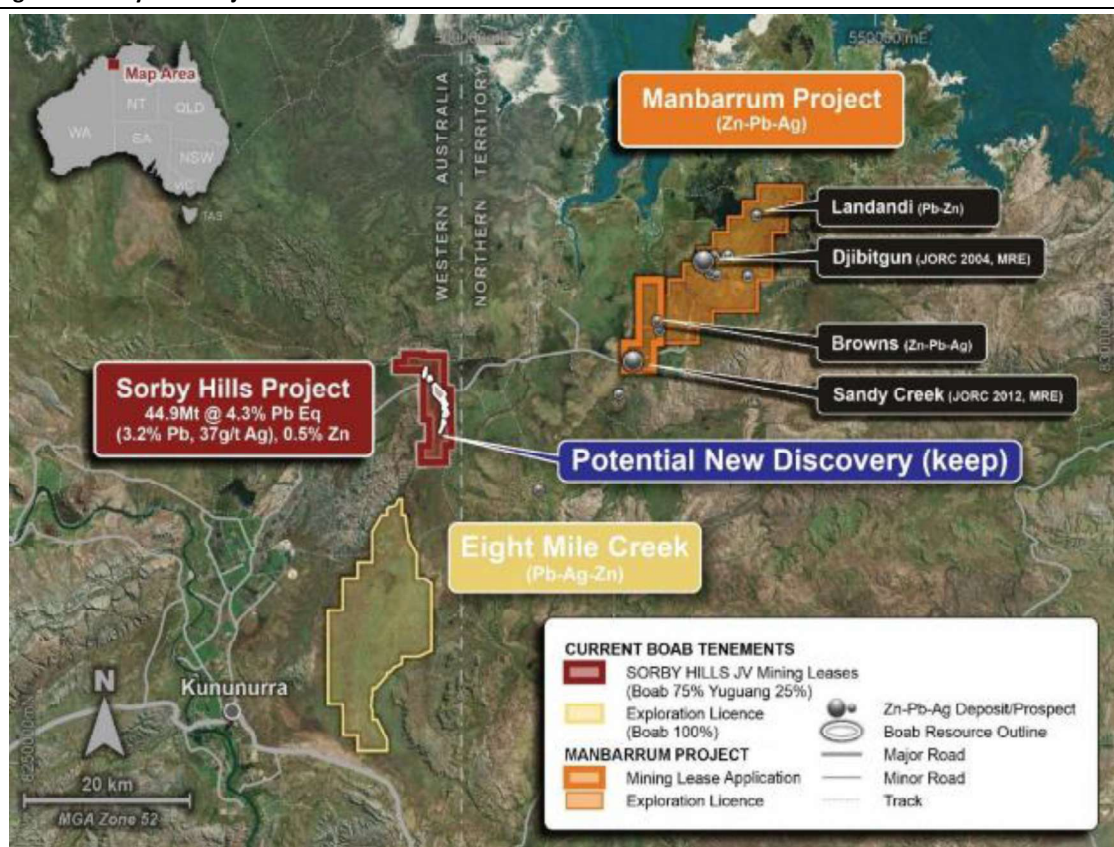 Map Area
WA
NT
QLD
SA
NSW
VIC
TAS
550000 mE
WESTERN AUSTRALIA
NORTHERN TERRITORY
Manbarrum Project
(Zn-Pb-Ag)
Landandi (Pb-Zn)
Djibitgun (JORC 2004, MRE)
Browns (Zn-Pb-Ag)
Sandy Creek (JORC 2012, MRE)
Sorby Hills Project
44.9Mt @ 4.3% Pb Eq
(3.2% Pb, 37g/t Ag), 0.5% Zn
Potential New Discovery (keep)
Eight Mile Creek
(Pb-Ag-Zn)
Kununurra
N
20 km
MGA Zone 52
8250000mN
CURRENT BOAB TENEMENTS
SORBY HILLS JV Mining Leases
(Boab 75% Yuguang 25%)
Exploration Licence
(Boab 100%)
MANBARRUM PROJECT
Mining Lease Application
Exploration Licence
Zn-Pb-Ag Deposit/Prospect
Boab Resource Outline
Major Road
Minor Road
Track